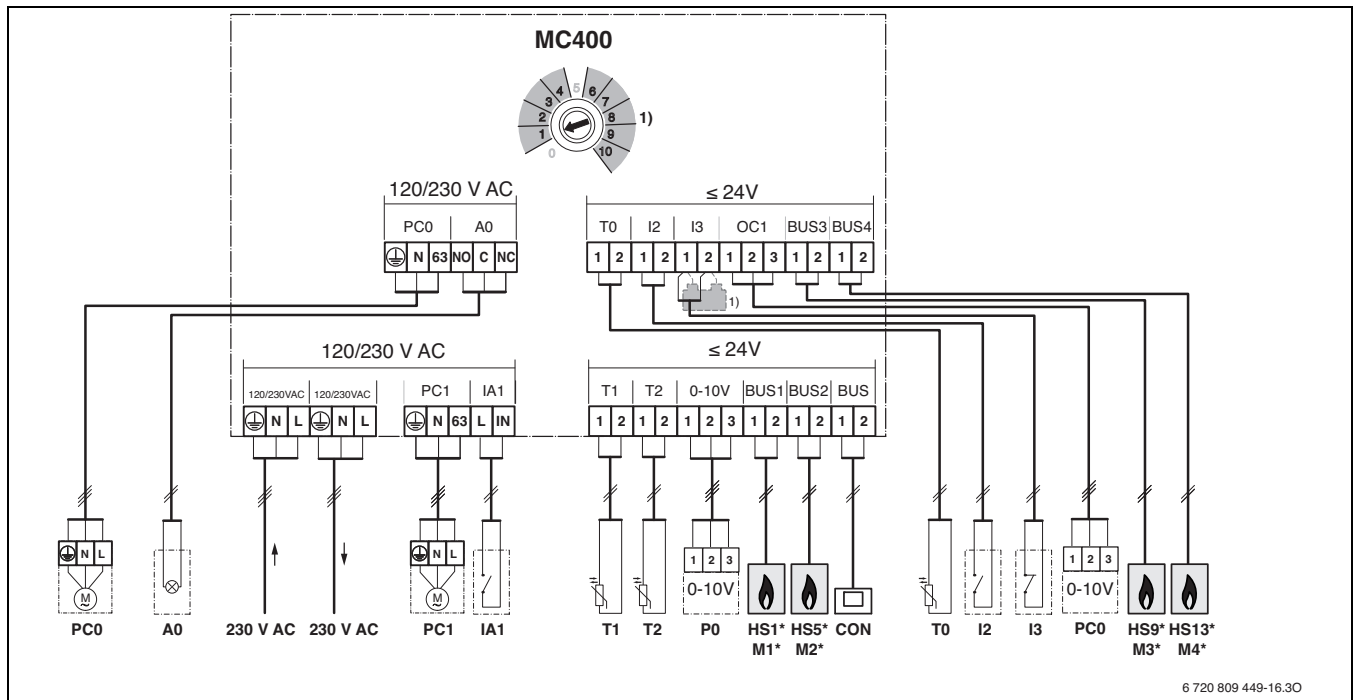 MC400
0 1 2 3 4 5 6 7 8 9 10
1)
120/230 V AC
≤ 24V
PC0 A0
T0 I2 I3 OC1 BUS3 BUS4
N 63 NO C NC
1 2 1 2 1 2 1 2 3 1 2 1 2
1)
120/230 V AC
≤ 24V
120/230VAC 120/230VAC PC1 IA1
T1 T2 0-10V BUS1 BUS2 BUS
N L N L N 63 L IN
1 2 1 2 1 2 3 1 2 1 2 1 2
N L
N L
1 2 3
1 2 3
0-10V
0-10V
M
~
M
~
PC0 A0 230 V AC 230 V AC PC1 IA1 T1 T2 P0 HS1* HS5* CON T0 I2 I3 PC0 HS9* HS13*
M1* M2* M3* M4*
6 720 809 449-16.3O